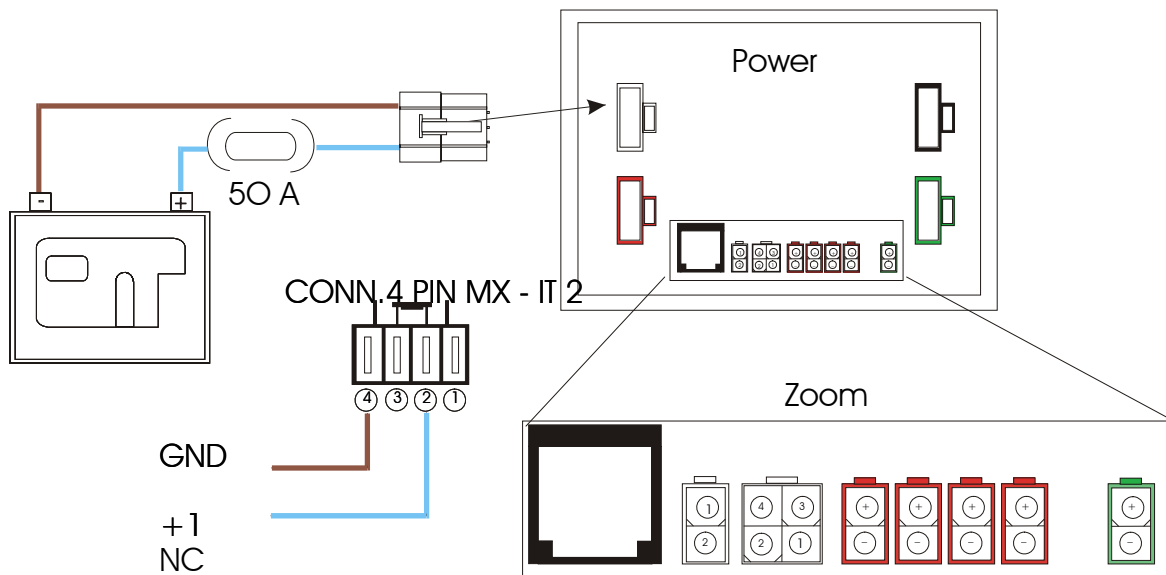 Power
50 A
-
+
CONN.4 PIN MX - IT 2
4 3 2 1
GND
+1
NC
Zoom
1 4 3 + + + + +
2 2 1 - - - - -